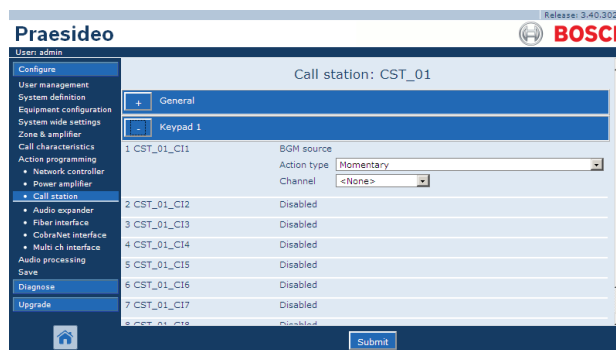 Release: 3.40.302
Praesideo
BOSCH
User: admin
Configure
User management
System definition
Equipment configuration
System wide settings
Zone & amplifier
Call characteristics
Action programming
• Network controller
• Power amplifier
• Call station
• Audio expander
• Fiber interface
• CobraNet interface
• Multi ch interface
Audio processing
Save
Diagnose
Upgrade
Call station: CST_01
+ General
- Keypad 1
1 CST_01_CI1 BGM source
Action type Momentary
Channel <None>
2 CST_01_CI2 Disabled
3 CST_01_CI3 Disabled
4 CST_01_CI4 Disabled
5 CST_01_CI5 Disabled
6 CST_01_CI6 Disabled
7 CST_01_CI7 Disabled
8 CST_01_CI8 Disabled
Submit